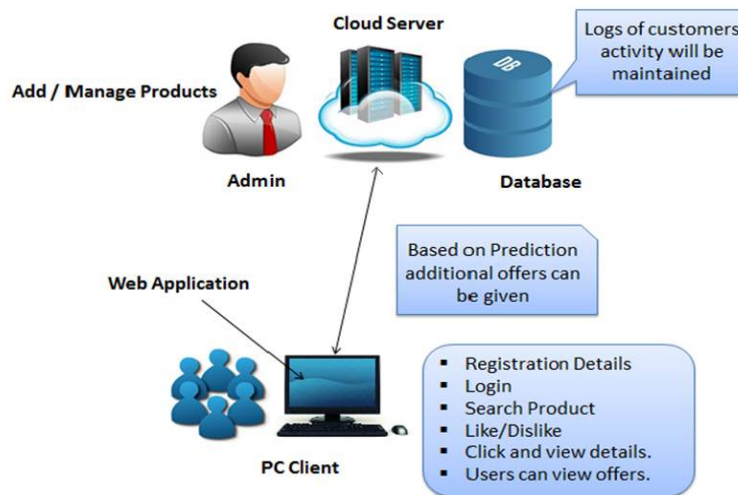 Cloud Server
Logs of customers
activity will be
maintained
DB
Add / Manage Products
Admin
Database
Based on Prediction
additional offers can
be given
Web Application
▪ Registration Details
▪ Login
▪ Search Product
▪ Like/Dislike
▪ Click and view details.
▪ Users can view offers.
PC Client